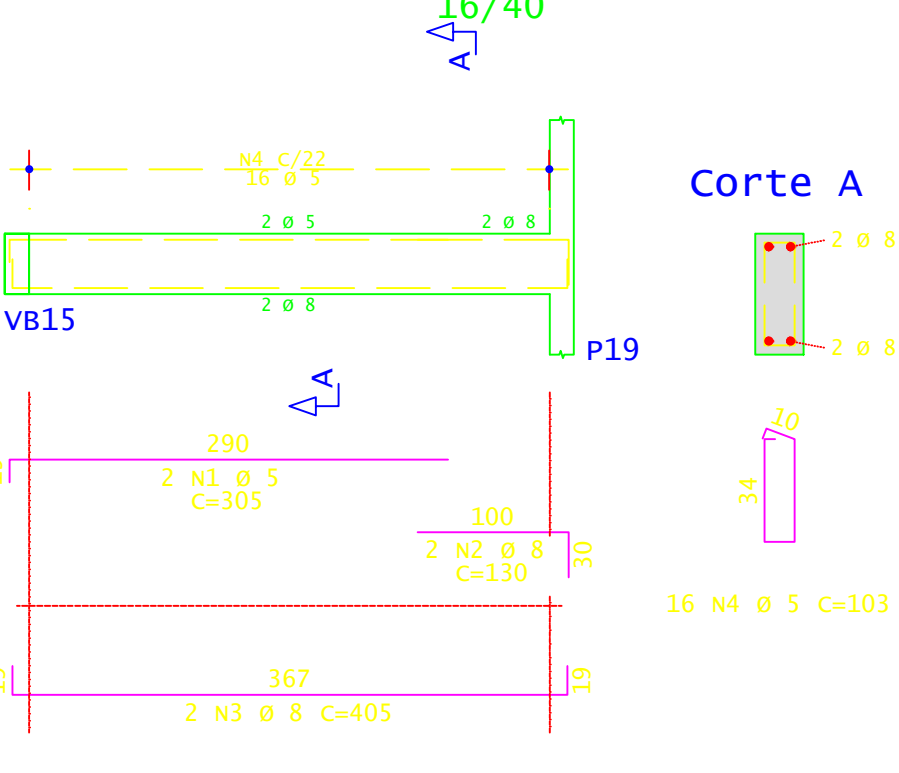 16/40
A
N4 C/22
16 Ø 5
Corte A
2 Ø 5
2 Ø 8
2 Ø 8
2 Ø 8
VB15
P19
2 Ø 8
A
10
290
2 N1 Ø 5
C=305
34
100
2 N2 Ø 8
C=130
30
16 N4 Ø 5 C=103
367
19
2 N3 Ø 8 C=405